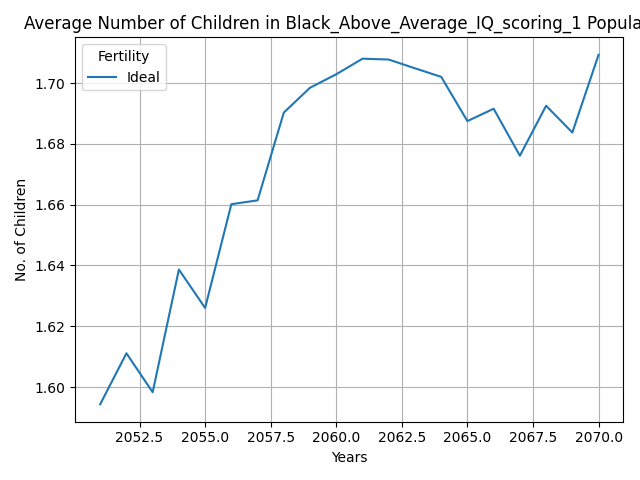 Average Number of Children in Black_Above_Average_IQ_scoring_1 Popula
Fertility
Ideal
No. of Children
1.70
1.68
1.66
1.64
1.62
1.60
2052.5 2055.0 2057.5 2060.0 2062.5 2065.0 2067.5 2070.0
Years